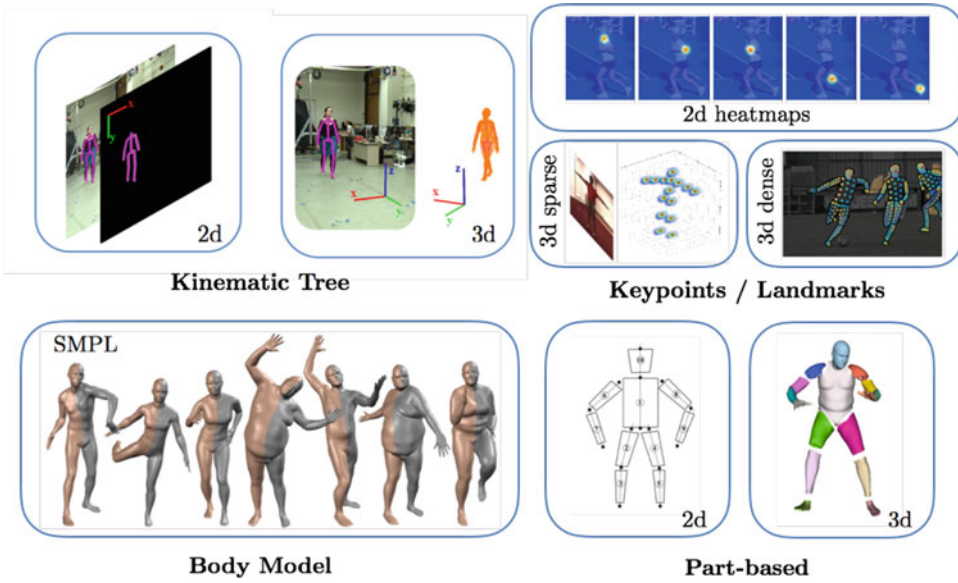 2d
3d
Kinematic Tree
2d heatmaps
3d sparse
3d dense
Keypoints / Landmarks
SMPL
Body Model
2d
3d
Part-based